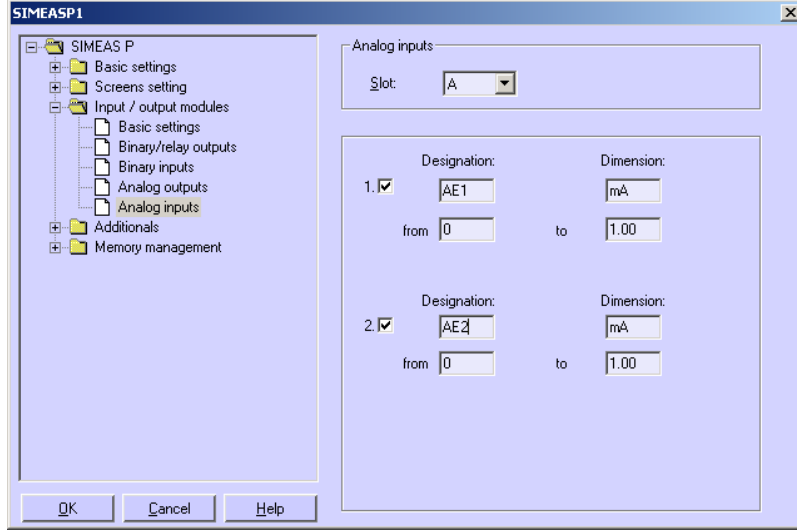 SIMEASP1
SIMEAS P
Basic settings
Screens setting
Input / output modules
Basic settings
Binary/relay outputs
Binary inputs
Analog outputs
Analog inputs
Additionals
Memory management
OK Cancel Help
Analog inputs
Slot: A
Designation: Dimension:
1. AE1 mA
from 0 to 1.00
Designation: Dimension:
2. AE2 mA
from 0 to 1.00